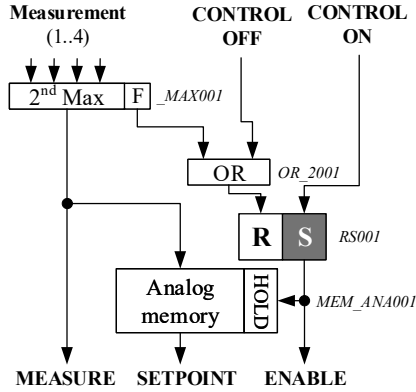 Measurement
(1..4)
CONTROL
OFF
CONTROL
ON
2nd Max
F
_MAX001
OR
OR_2001
R
S
RS001
Analog
memory
HOLD
MEM_ANA001
MEASURE
SETPOINT
ENABLE